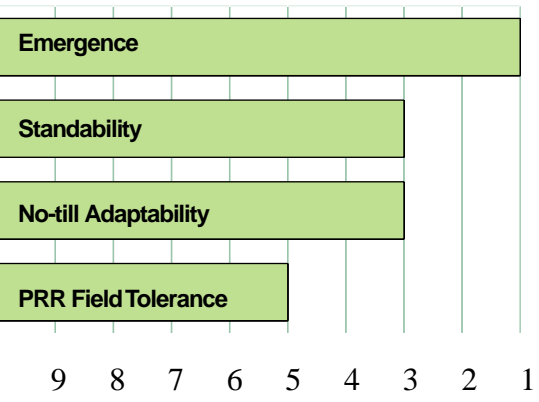 Emergence
Standability
No-till Adaptability
PRR Field Tolerance
9 8 7 6 5 4 3 2 1